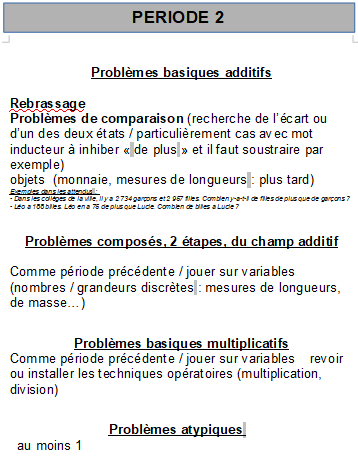 PERIODE 2
Problèmes basiques additifs
Rebrassage
Problèmes de comparaison (recherche de l'écart ou
d'un des deux états / particulièrement cas avec mot
inducteur à inhiber « de plus » et il faut soustraire par
exemple)
objets  (monnaie, mesures de longueurs : plus tard)
Exemples dans les attendus :
- Dans les collèges de la ville, il y a 2 734 garçons et 2 957 filles. Combien y-a-t-il de filles de plus que de garçons ?
- Léo a 188 billes. Léo en a 75 de plus que Lucie. Combien de billes a Lucie ?
Problèmes composés, 2 étapes, du champ additif
Comme période précédente / jouer sur variables
(nombres / grandeurs discrètes : mesures de longueurs,
de masse…)
Problèmes basiques multiplicatifs
Comme période précédente / jouer sur variables    revoir
ou installer les techniques opératoires (multiplication,
division)
Problèmes atypiques
au moins 1